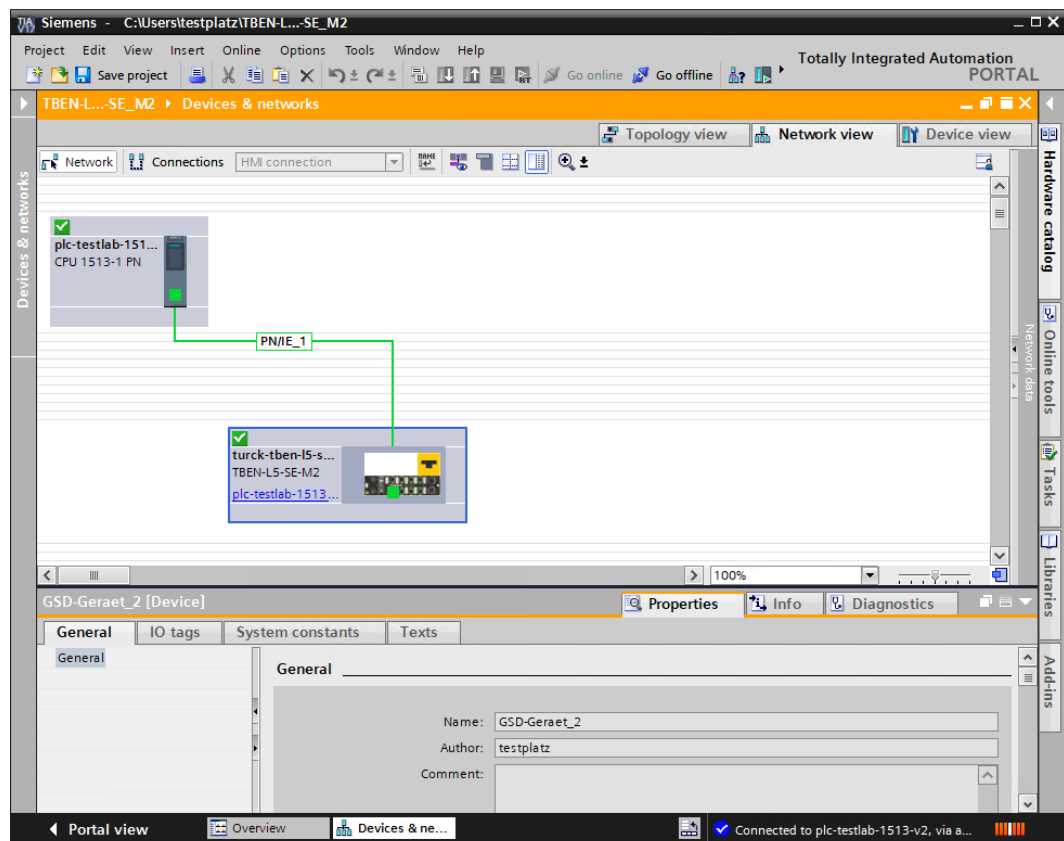 Siemens - C:\Users\testplatz\TBEN-L...-SE_M2
Project Edit View Insert Online Options Tools Window Help
Totally Integrated Automation
PORTAL
Save project
Go online
Go offline
TBEN-L...-SE_M2 Devices & networks
Topology view
Network view
Device view
Network
Connections
HMI connection
Devices & networks
plc-testlab-151...
CPU 1513-1 PN
PN/IE_1
turck-tben-l5-s...
TBEN-L5-SE-M2
plc-testlab-1513...
Network data
Hardware catalog
Online tools
Tasks
Libraries
Add-ins
100%
GSD-Geraet_2 [Device]
Properties
Info
Diagnostics
General
IO tags
System constants
Texts
General
General
Name: GSD-Geraet_2
Author: testplatz
Comment:
Portal view
Overview
Devices & ne...
Connected to plc-testlab-1513-v2, via a...